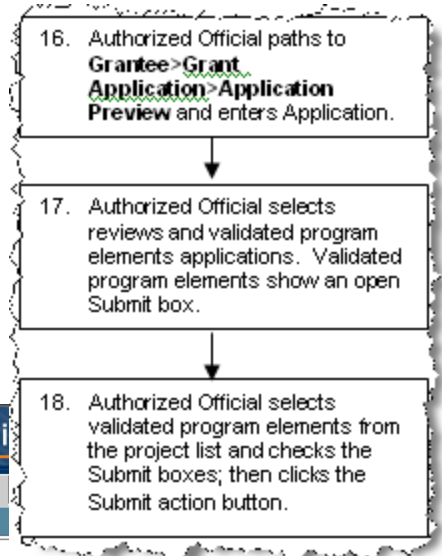 16. Authorized Official paths to
Grantee>Grant
Application>Application
Preview and enters Application.
17. Authorized Official selects
reviews and validated program
elements applications. Validated
program elements show an open
Submit box.
18. Authorized Official selects
validated program elements from
the project list and checks the
Submit boxes; then clicks the
Submit action button.